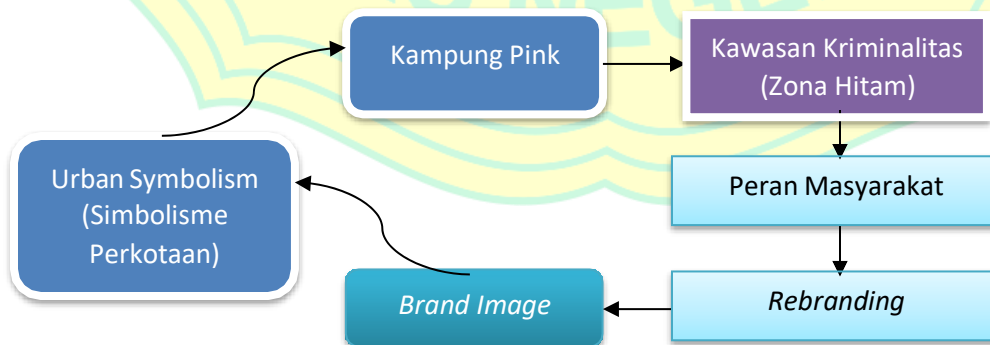 Kampung Pink
Kawasan Kriminalitas
(Zona Hitam)
Urban Symbolism
(Simbolisme
Perkotaan)
Peran Masyarakat
Brand Image
Rebranding